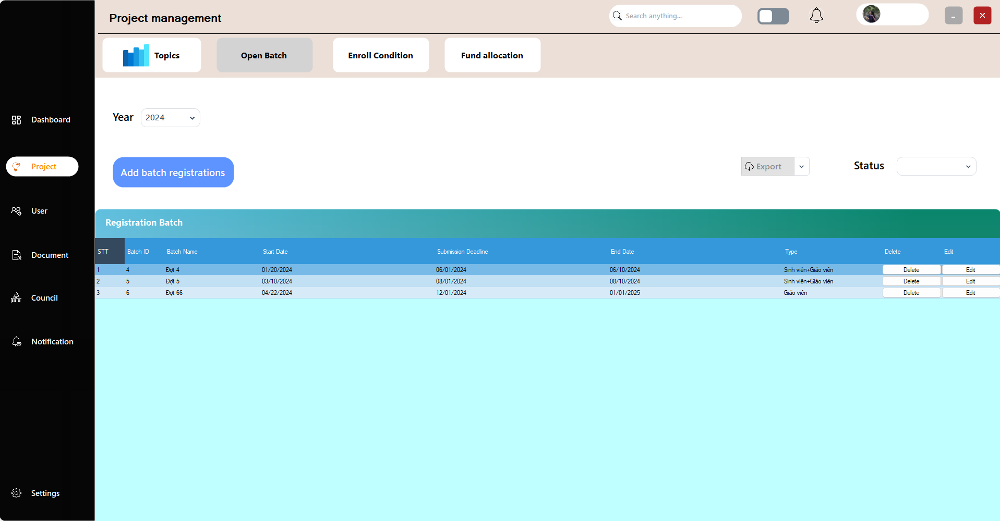 Project management
Search anything...
Topics
Open Batch
Enroll Condition
Fund allocation
Dashboard
Project
User
Document
Council
Notification
Settings
Year 2024
Add batch registrations
Export
Status
Registration Batch
STT Batch ID Batch Name Start Date Submission Deadline End Date Type Delete Edit
1 4 Đợt 4 01/20/2024 06/01/2024 06/10/2024 Sinh viên+Giáo viên Delete Edit
2 5 Đợt 5 03/10/2024 08/01/2024 08/10/2024 Sinh viên+Giáo viên Delete Edit
3 6 Đợt 66 04/22/2024 12/01/2024 01/01/2025 Giáo viên Delete Edit